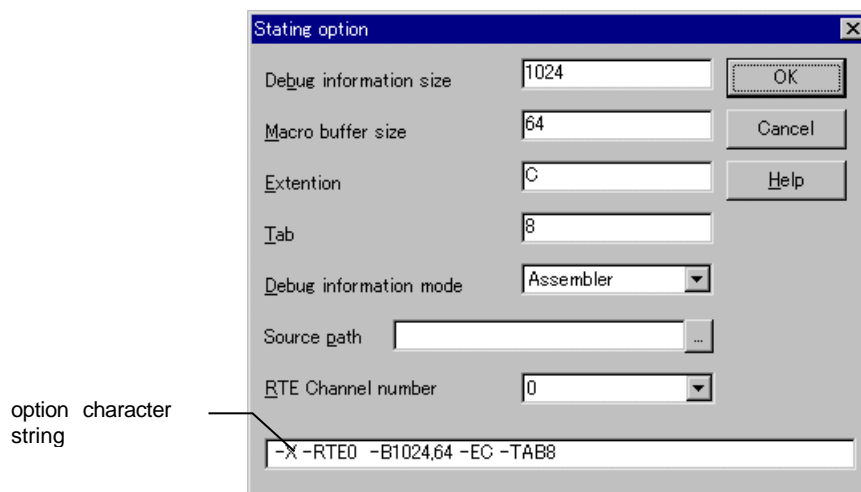 Stating option
Debug information size 1024 OK
Macro buffer size 64 Cancel
Extention C Help
Tab 8
Debug information mode Assembler
Source path ...
RTE Channel number 0
option character
string
-X -RTE0 -B1024,64 -EC -TAB8